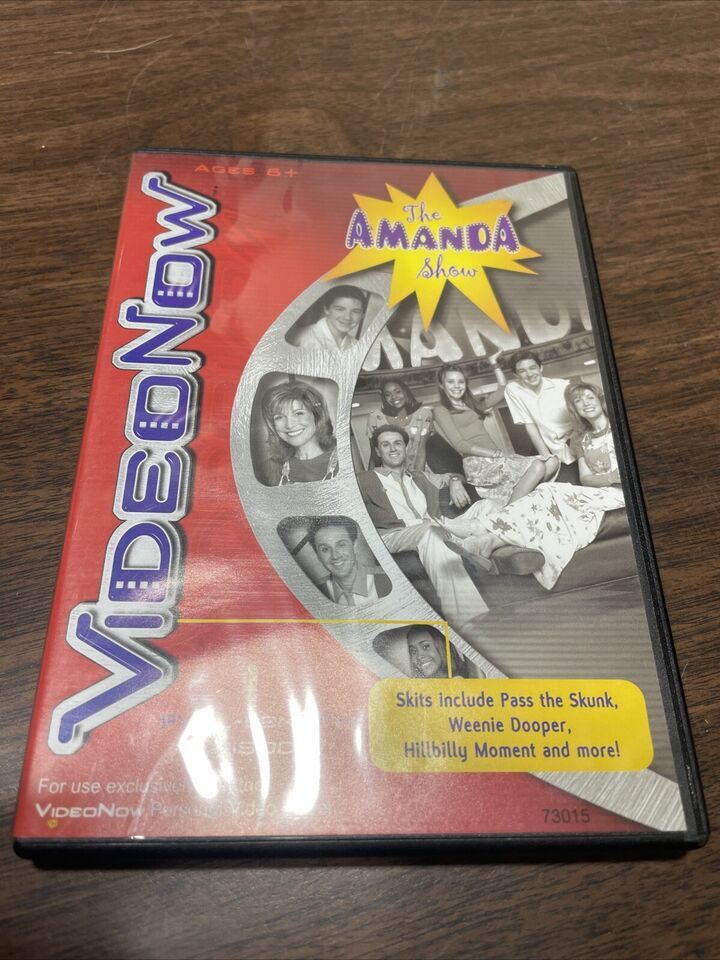 AGES 6+
VIDEONOW
The
AMANDA
Show
AMANDA
Skits include Pass the Skunk,
Weenie Dooper,
Hillbilly Moment and more!
For use
VIDEONOW
73015